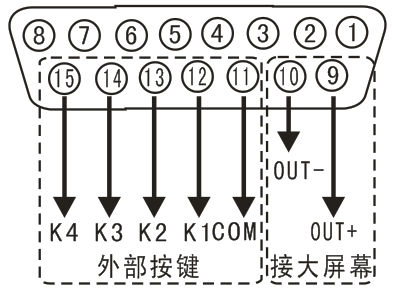 ⑧ ⑦ ⑥ ⑤ ④ ③ ② ①
⑮ ⑭ ⑬ ⑫ ⑪ ⑩ ⑨
OUT-
K4 K3 K2 K1COM OUT+
外部按键 接大屏幕